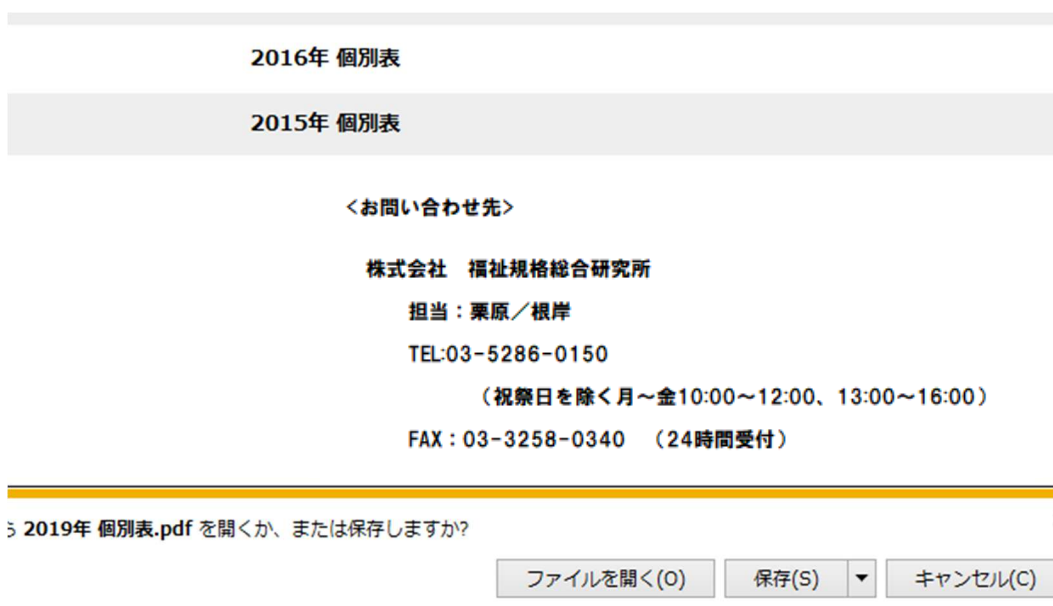 2016年 個別表
2015年 個別表
<お問い合わせ先>
株式会社　福祉規格総合研究所
担当：栗原／根岸
TEL:03-5286-0150
（祝祭日を除く月～金10:00～12:00、13:00～16:00）
FAX：03-3258-0340　（24時間受付）
ら 2019年 個別表.pdf を開くか、または保存しますか?
ファイルを開く(O)　保存(S)　キャンセル(C)